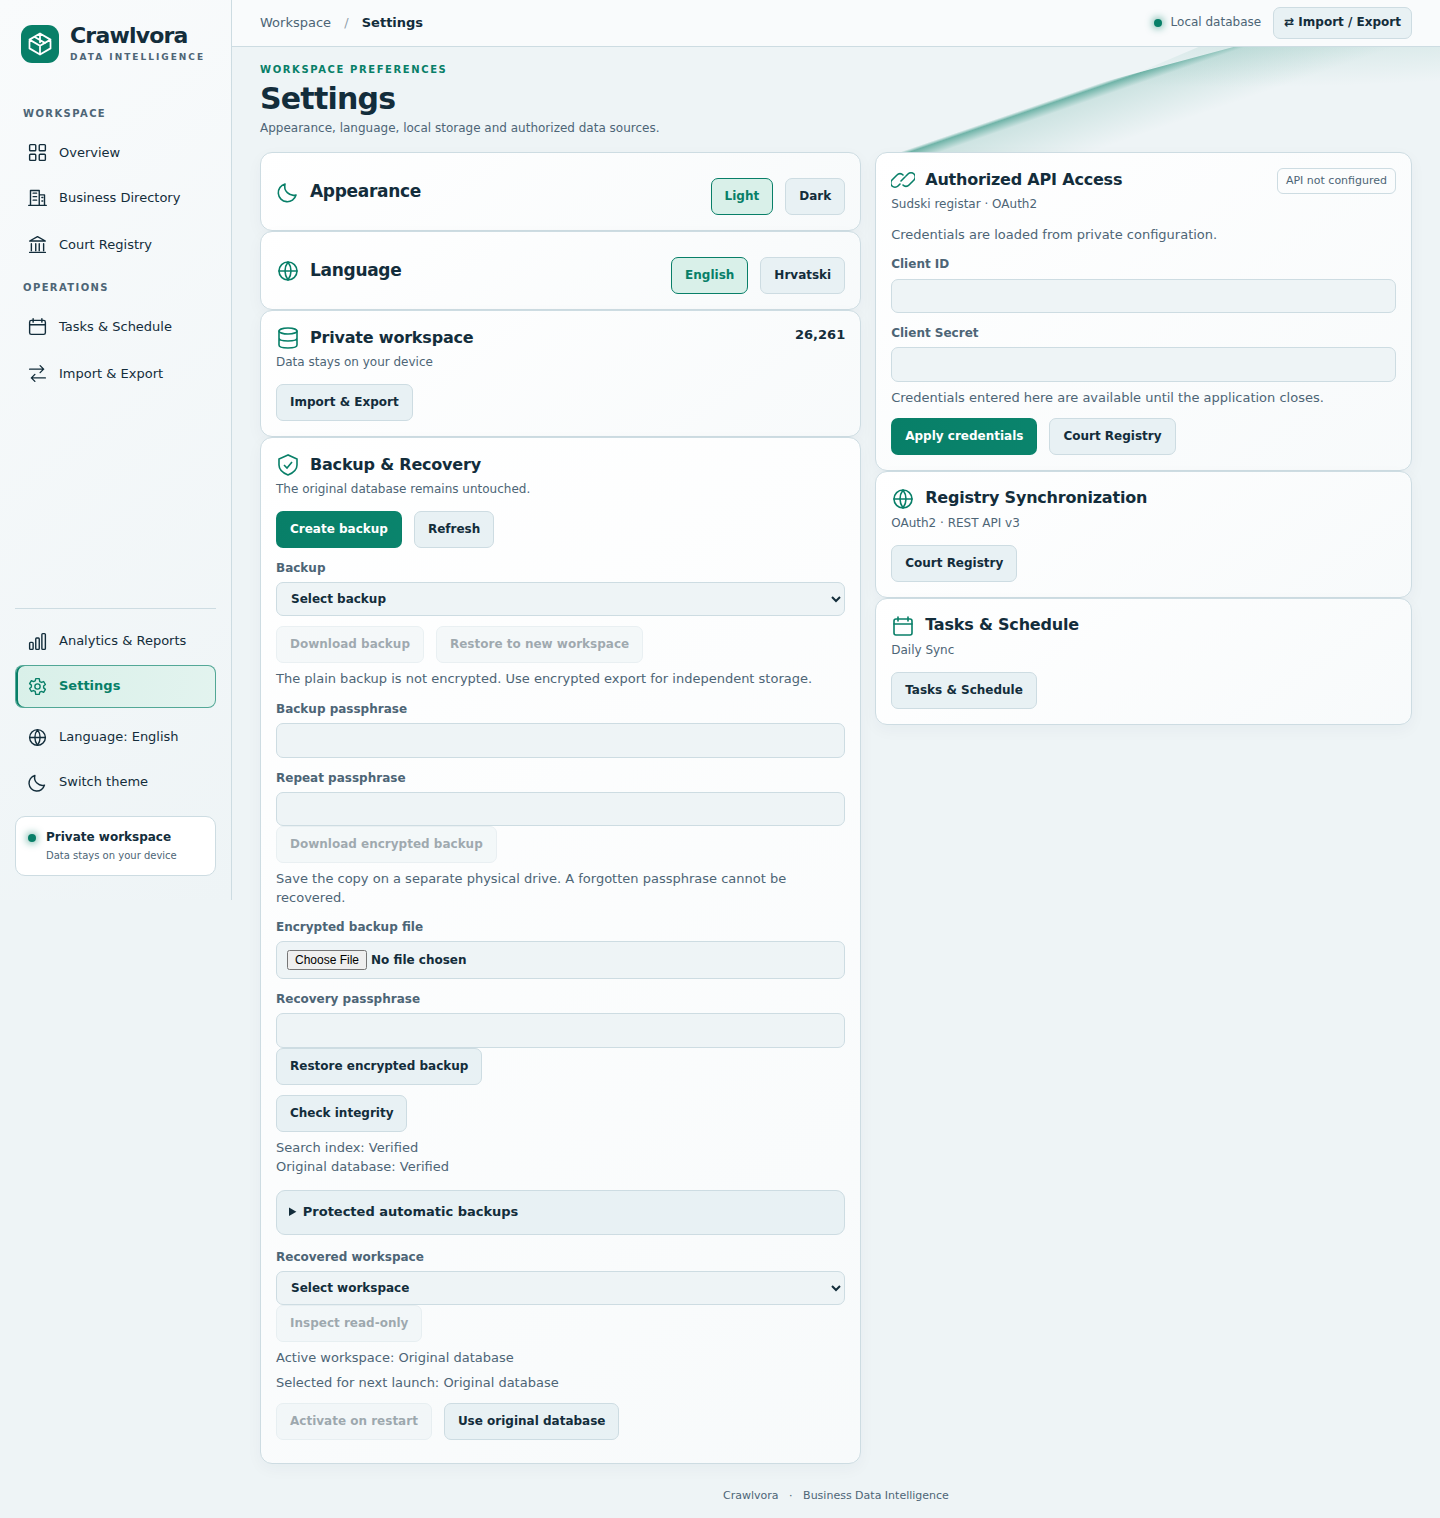 Crawlvora
DATA INTELLIGENCE
WORKSPACE
Overview
Business Directory
Court Registry
OPERATIONS
Tasks & Schedule
Import & Export
Analytics & Reports
Settings
Language: English
Switch theme
Private workspace
Data stays on your device
Workspace / Settings
Local database
⇄ Import / Export
WORKSPACE PREFERENCES
Settings
Appearance, language, local storage and authorized data sources.
Appearance
Light
Dark
Language
English
Hrvatski
Private workspace
26,261
Data stays on your device
Import & Export
Backup & Recovery
The original database remains untouched.
Create backup
Refresh
Backup
Select backup
Download backup
Restore to new workspace
The plain backup is not encrypted. Use encrypted export for independent storage.
Backup passphrase
Repeat passphrase
Download encrypted backup
Save the copy on a separate physical drive. A forgotten passphrase cannot be
recovered.
Encrypted backup file
Choose File No file chosen
Recovery passphrase
Restore encrypted backup
Check integrity
Search index: Verified
Original database: Verified
Protected automatic backups
Recovered workspace
Select workspace
Inspect read-only
Active workspace: Original database
Selected for next launch: Original database
Activate on restart
Use original database
Authorized API Access
API not configured
Sudski registar · OAuth2
Credentials are loaded from private configuration.
Client ID
Client Secret
Credentials entered here are available until the application closes.
Apply credentials
Court Registry
Registry Synchronization
OAuth2 · REST API v3
Court Registry
Tasks & Schedule
Daily Sync
Tasks & Schedule
Crawlvora · Business Data Intelligence